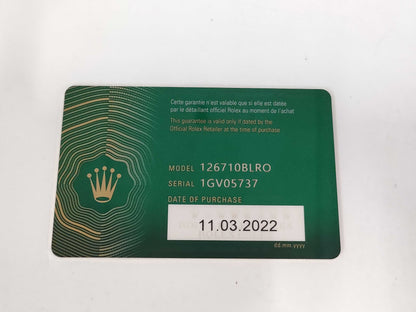 Cette garantie n'est valable que si elle est datée
par le détaillant officiel Rolex au moment de l'achat
This guarantee is valid only if dated by the
Official Rolex Retailer at the time of purchase
MODEL 126710BLRO
SERIAL 1GV05737
DATE OF PURCHASE
11.03.2022
dd.mm.yyyy